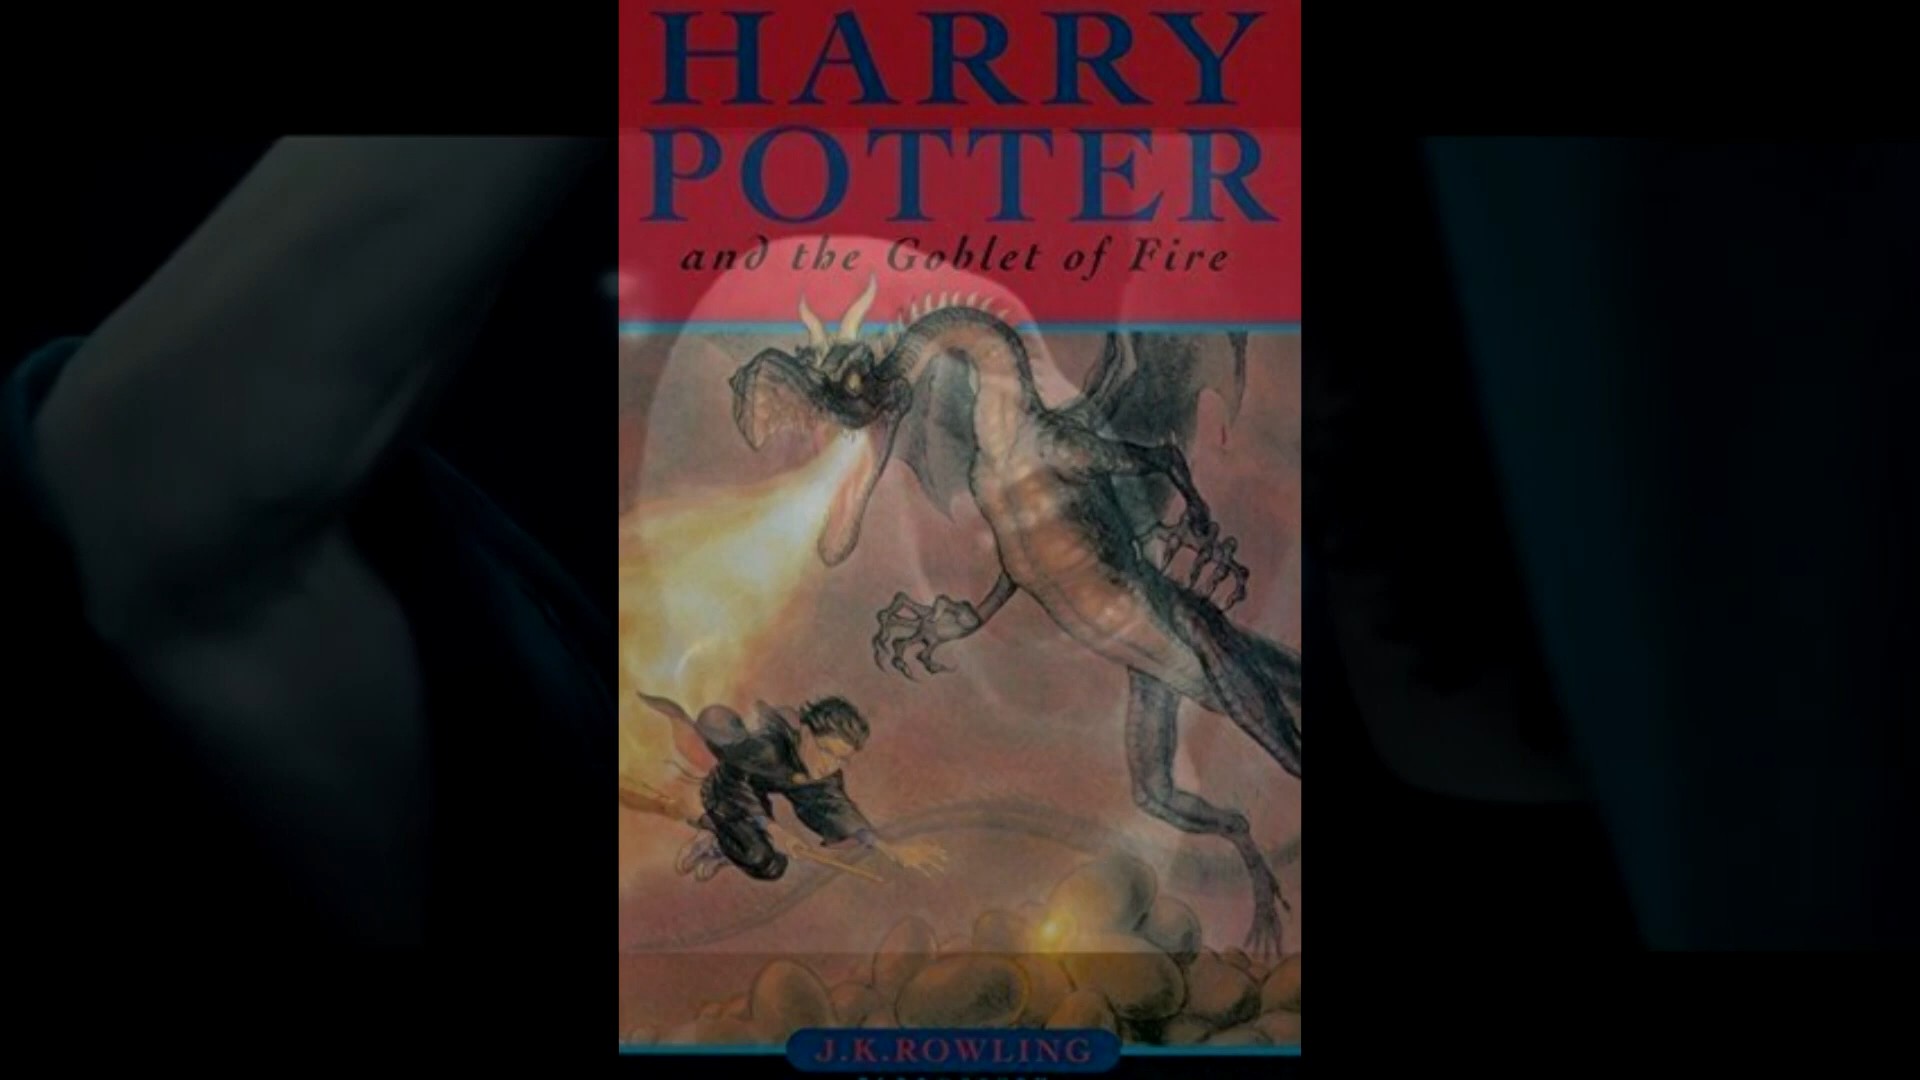 HARRY
POTTER
and the Goblet of Fire
J.K.ROWLING